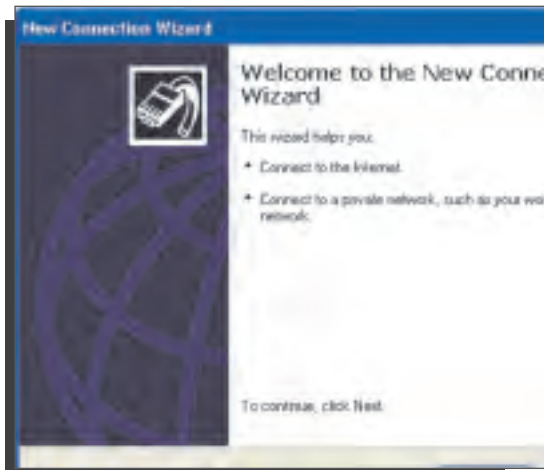 New Connection Wizard
Welcome to the New Conne
Wizard
This wizard helps you:
* Connect to the Internet.
* Connect to a private network, such as your wo
network.
To continue, click Next.